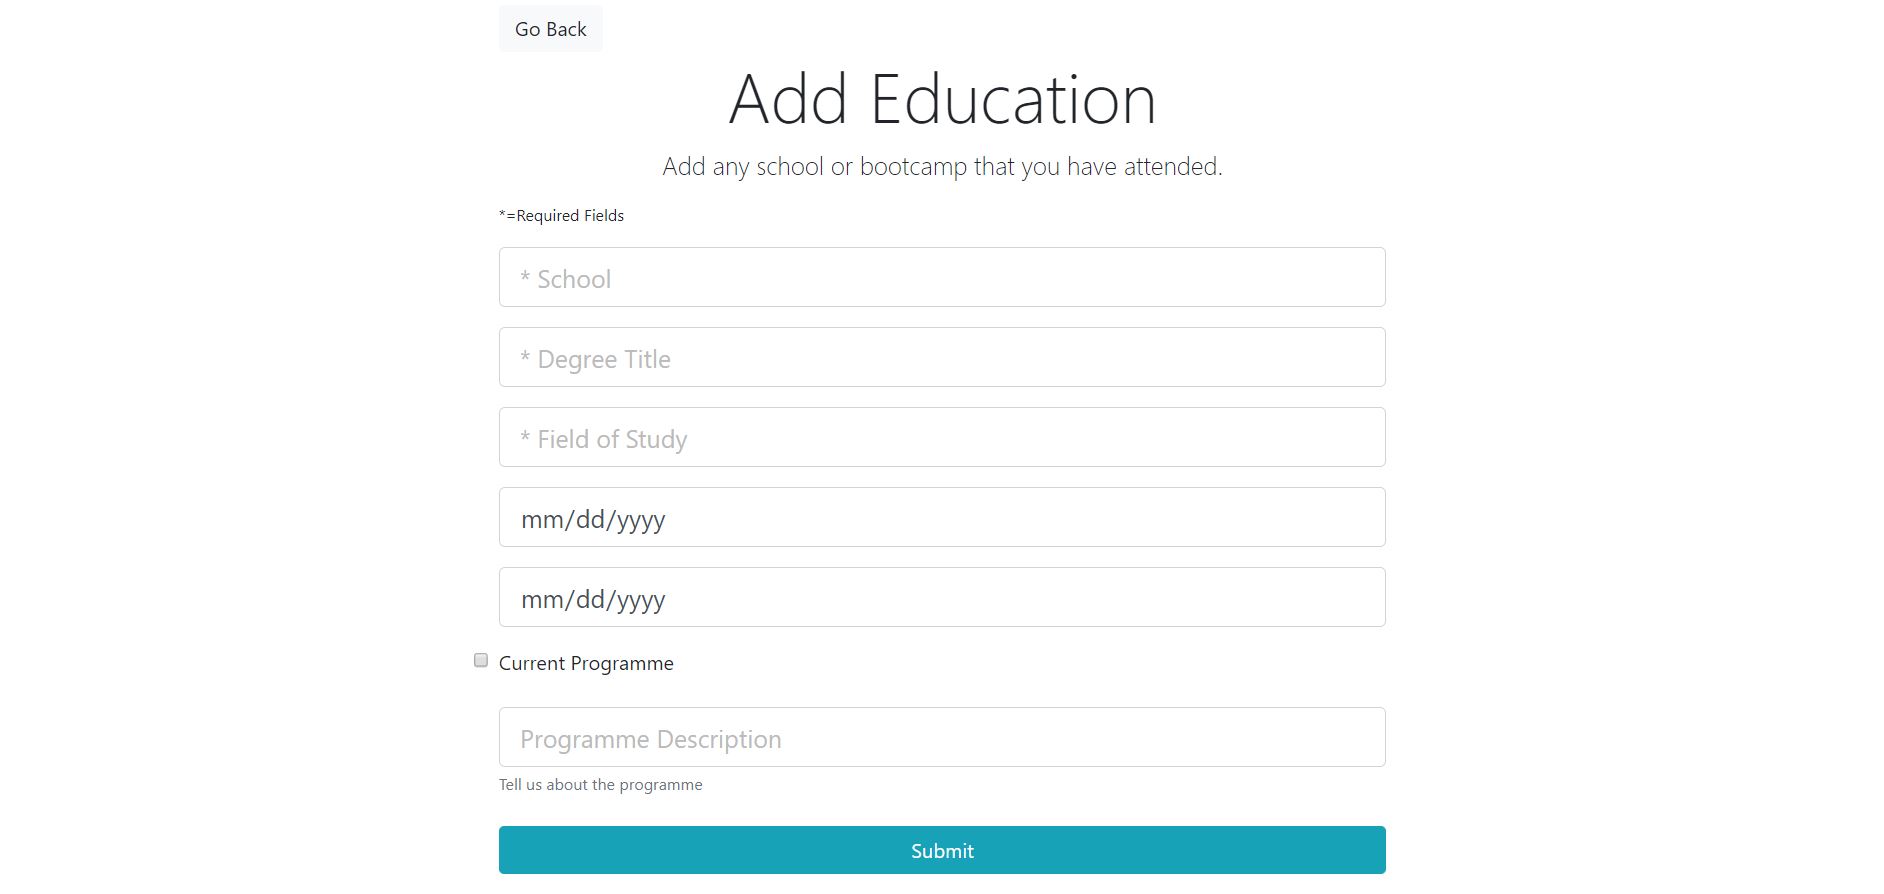 Go Back
Add Education
Add any school or bootcamp that you have attended.
*=Required Fields
* School
* Degree Title
* Field of Study
mm/dd/yyyy
mm/dd/yyyy
Current Programme
Programme Description
Tell us about the programme
Submit